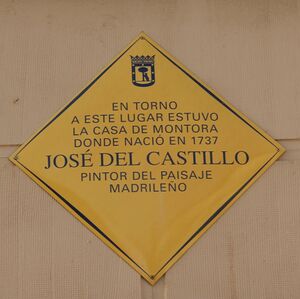 EN TORNO
A ESTE LUGAR ESTUVO
LA CASA DE MONTORA
DONDE NACIÓ EN 1737
JOSÉ DEL CASTILLO
PINTOR DEL PAISAJE
MADRILEÑO